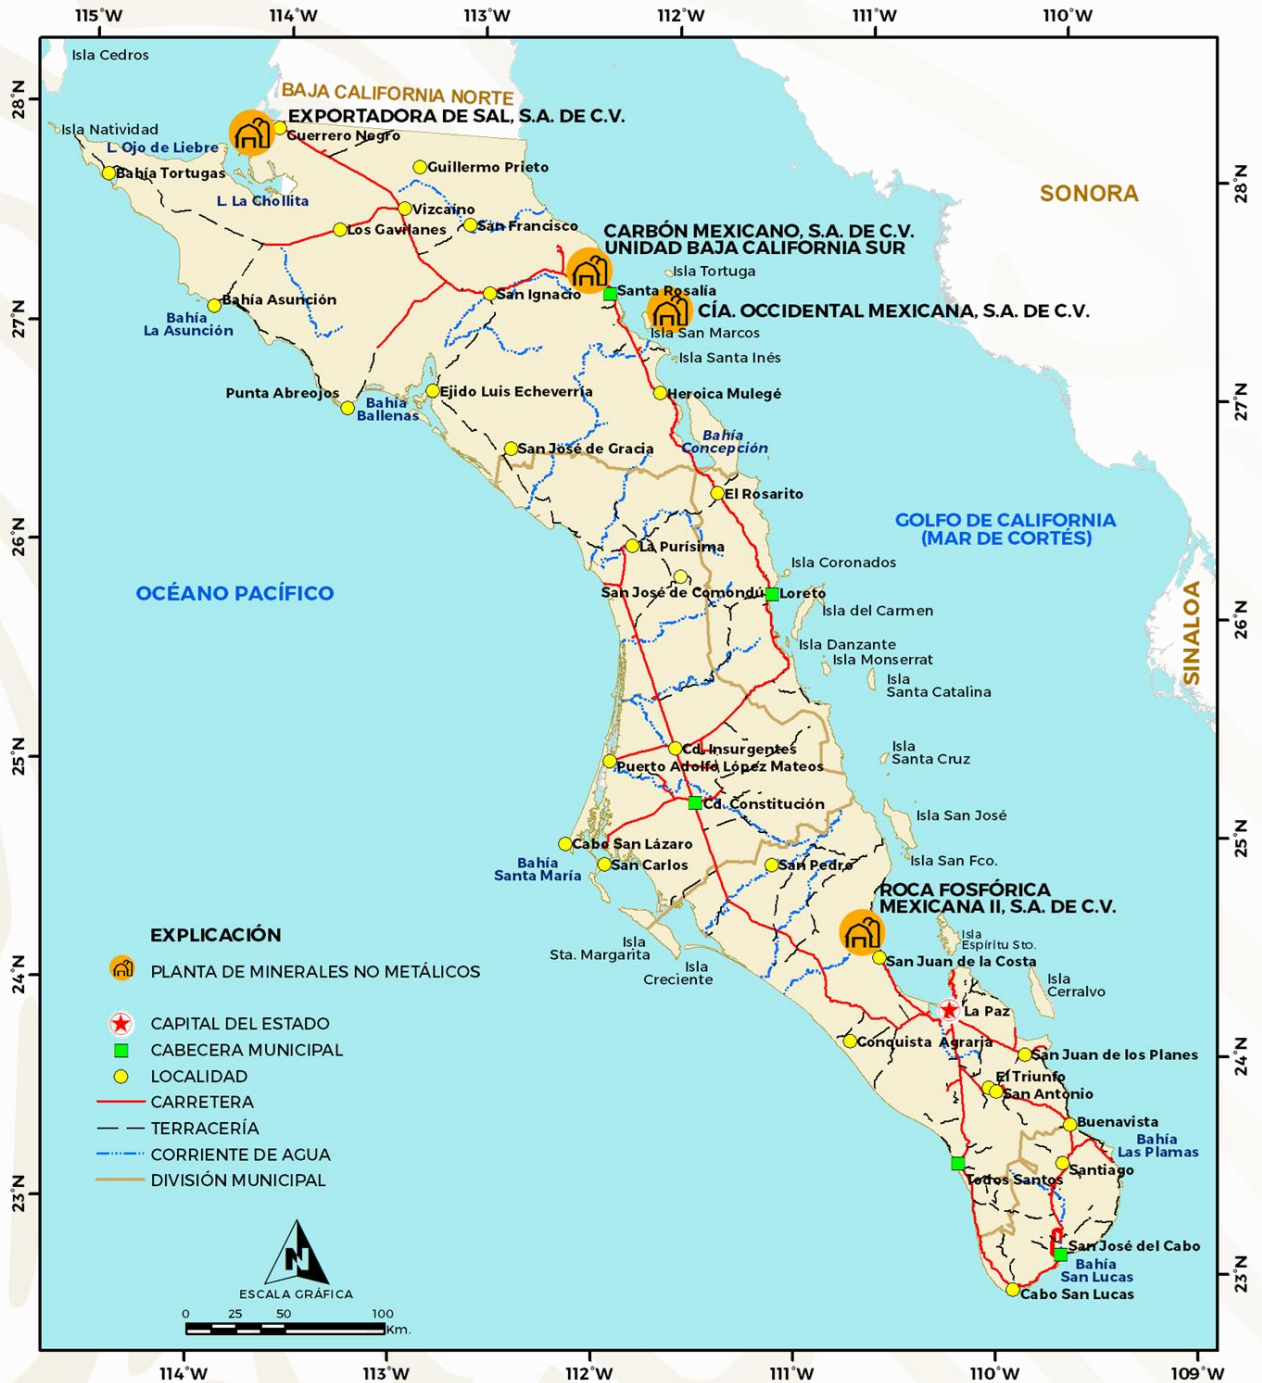 115°W
114°W
113°W
112°W
111°W
110°W
Isla Cedros
28°N
BAJA CALIFORNIA NORTE
EXPORTADORA DE SAL, S.A. DE C.V.
Isla Natividad
Guerrero Negro
L. Ojo de Liebre
Bahía Tortugas
Guillermo Prieto
28°N
SONORA
L. La Chollita
Vizcaíno
Los Gavilanes
San Francisco
CARBÓN MEXICANO, S.A. DE C.V.
UNIDAD BAJA CALIFORNIA SUR
Isla Tortuga
Santa Rosalía
San Ignacio
Bahía Asunción
CÍA. OCCIDENTAL MEXICANA, S.A. DE C.V.
27°N
Bahía
La Asunción
Isla San Marcos
Isla Santa Inés
Punta Abreojos
Ejido Luis Echeverría
Heroica Mulegé
27°N
Bahía
Ballenas
Bahía
Concepción
San José de Gracia
El Rosarito
GOLFO DE CALIFORNIA
(MAR DE CORTÉS)
26°N
La Purísima
Isla Coronados
OCÉANO PACÍFICO
San José de Comondú
Loreto
Isla del Carmen
26°N
SINALOA
Isla Danzante
Isla Monserrat
Isla
Santa Catalina
25°N
Cd. Insurgentes
Isla
Santa Cruz
Puerto Adolfo López Mateos
Cd. Constitución
Isla San José
25°N
Cabo San Lázaro
Bahía
Santa María
San Carlos
San Pedro
Isla San Fco.
ROCA FOSFÓRICA
MEXICANA II, S.A. DE C.V.
Isla
Sta. Margarita
Isla
Espíritu Sto.
Isla
Creciente
San Juan de la Costa
Isla
Cerralvo
24°N
EXPLICACIÓN
PLANTA DE MINERALES NO METÁLICOS
CAPITAL DEL ESTADO
CABECERA MUNICIPAL
LOCALIDAD
CARRETERA
TERRACERÍA
CORRIENTE DE AGUA
DIVISIÓN MUNICIPAL
La Paz
Conquista Agraria
San Juan de los Planes
24°N
El Triunfo
San Antonio
Buenavista
Bahía
Las Plamas
Santiago
23°N
Todos Santos
San José del Cabo
Bahía
San Lucas
23°N
Cabo San Lucas
N
ESCALA GRÁFICA
0 25 50 100
Km.
114°W
113°W
112°W
111°W
110°W
109°W